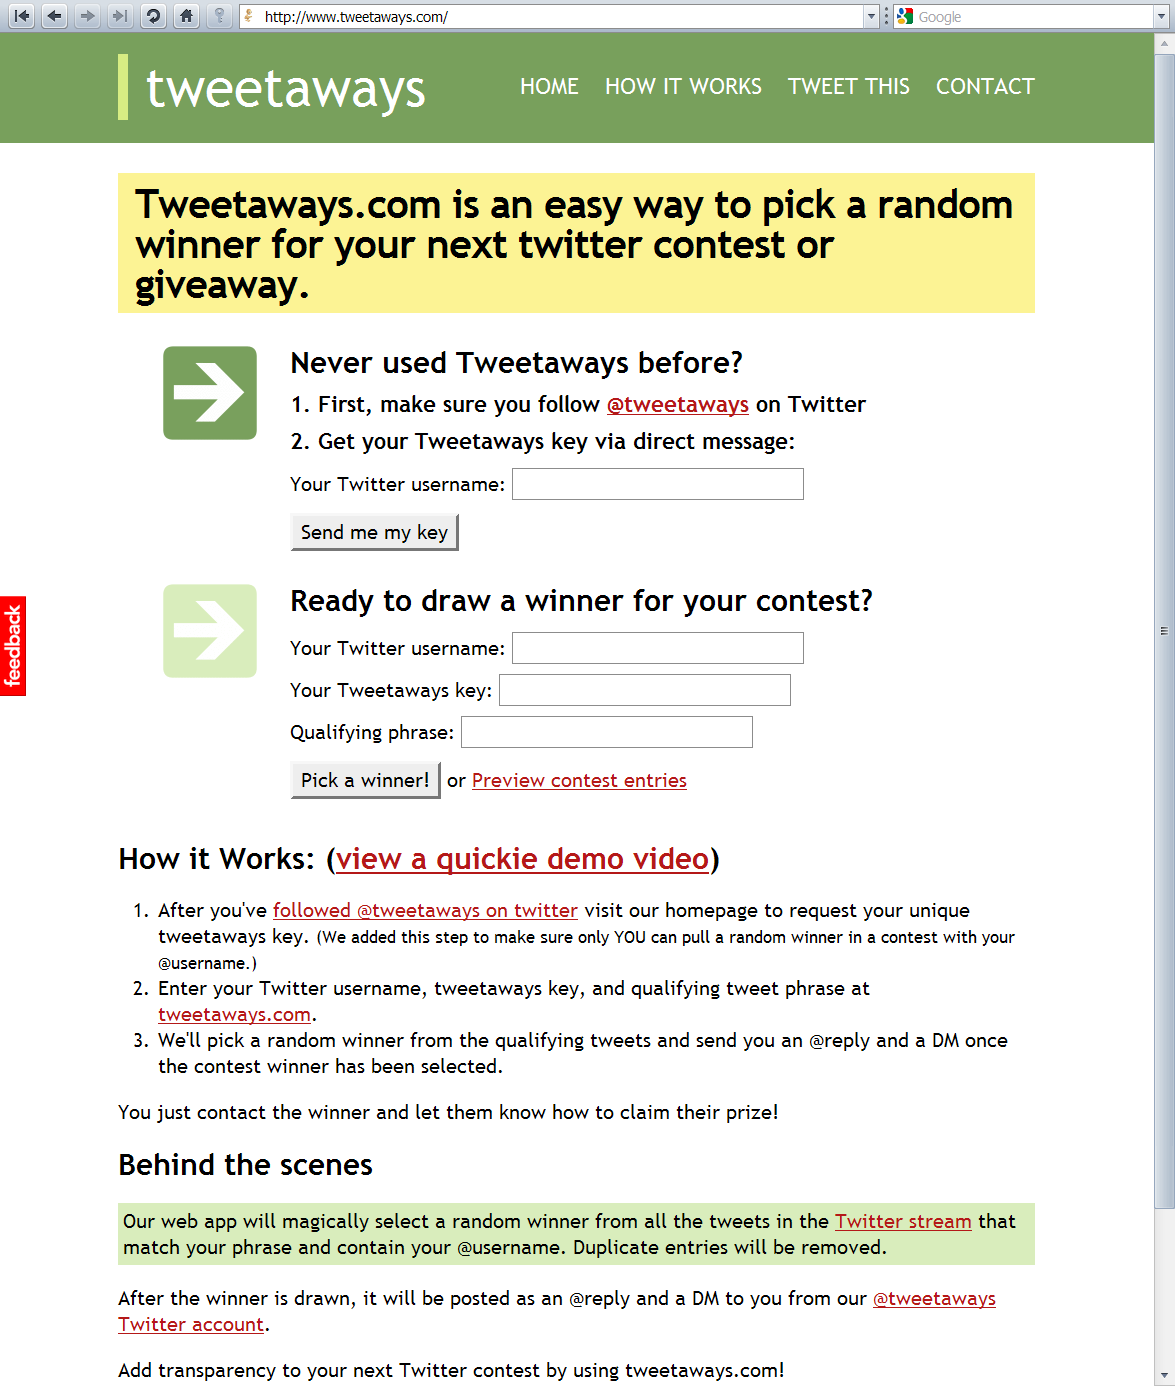 http://www.tweetaways.com/
Google
tweetaways
HOME HOW IT WORKS TWEET THIS CONTACT
Tweetaways.com is an easy way to pick a random
winner for your next twitter contest or
giveaway.
Never used Tweetaways before?
1. First, make sure you follow @tweetaways on Twitter
2. Get your Tweetaways key via direct message:
Your Twitter username:
Send me my key
feedback
Ready to draw a winner for your contest?
Your Twitter username:
Your Tweetaways key:
Qualifying phrase:
Pick a winner! or Preview contest entries
How it Works: (view a quickie demo video)
1. After you've followed @tweetaways on twitter visit our homepage to request your unique
tweetaways key. (We added this step to make sure only YOU can pull a random winner in a contest with your
@username.)
2. Enter your Twitter username, tweetaways key, and qualifying tweet phrase at
tweetaways.com.
3. We'll pick a random winner from the qualifying tweets and send you an @reply and a DM once
the contest winner has been selected.
You just contact the winner and let them know how to claim their prize!
Behind the scenes
Our web app will magically select a random winner from all the tweets in the Twitter stream that
match your phrase and contain your @username. Duplicate entries will be removed.
After the winner is drawn, it will be posted as an @reply and a DM to you from our @tweetaways
Twitter account.
Add transparency to your next Twitter contest by using tweetaways.com!